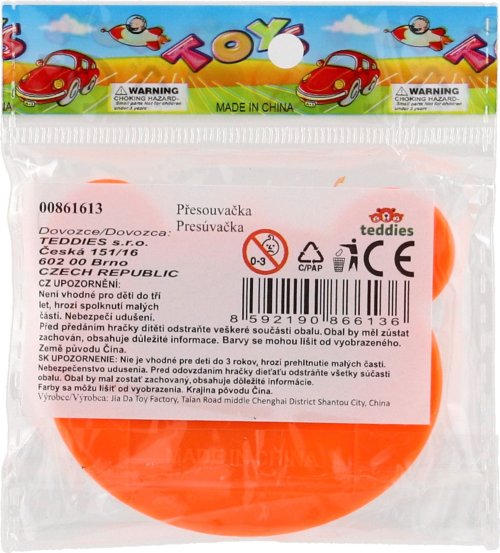 TOYS
S
WARNING
CHOKING HAZARD-
Small parts Not for children
under 3 years
MADE IN CHINA
WARNING
CHOKING HAZARD-
Small parts Not for children
under 3 years
00861613
Přesouvačka
Presúvačka
Dovozce/Dovozca:
TEDDIES s.r.o.
Česká 151/16
602 00 Brno
CZECH REPUBLIC
0-3
C/PAP
CE
teddies
CZ UPOZORNĚNÍ:
Není vhodné pro děti do tří
let, hrozí spolknutí malých
částí. Nebezpečí udušení.
8 592190 866136
Před předáním hračky dítěti odstraňte veškeré součásti obalu. Obal by měl zůstat
zachován, obsahuje důležité informace. Barvy se mohou lišit od vyobrazeného.
Země původu Čína.
SK UPOZORNENIE: Nie je vhodné pre deti do 3 rokov, hrozí prehltnutie malých častí.
Nebezpečenstvo udusenia. Pred odovzdaním hračky dieťaťu odstráňte všetky súčasti
obalu. Obal by mal zostať zachovaný, obsahuje dôležité informácie.
Farby sa môžu líšiť od vyobrazenia. Krajina pôvodu Čína.
Výrobce/Výrobca: Jia Da Toy Factory, Taian Road middle Chenghai District Shantou City, China
MADE IN CHINA